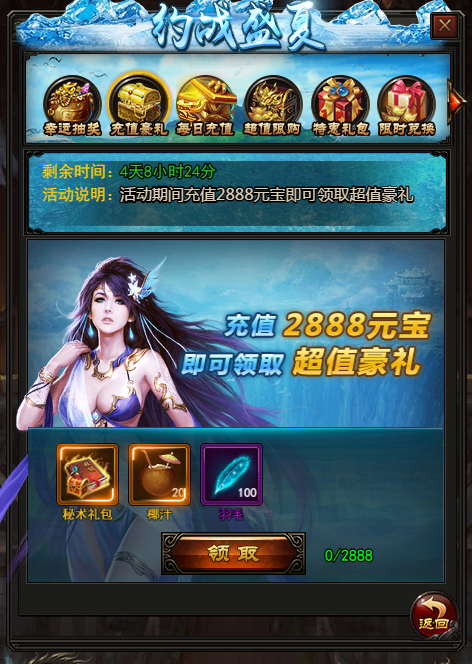 约战盛夏
幸运抽奖 充值豪礼 每日充值 超值限购 特惠礼包 限时兑换
剩余时间：4天8小时24分
活动说明：活动期间充值2888元宝即可领取超值豪礼
充值 2888元宝
即可领取 超值豪礼
20 100
秘术礼包 椰汁 羽毛
领取 0/2888
返回